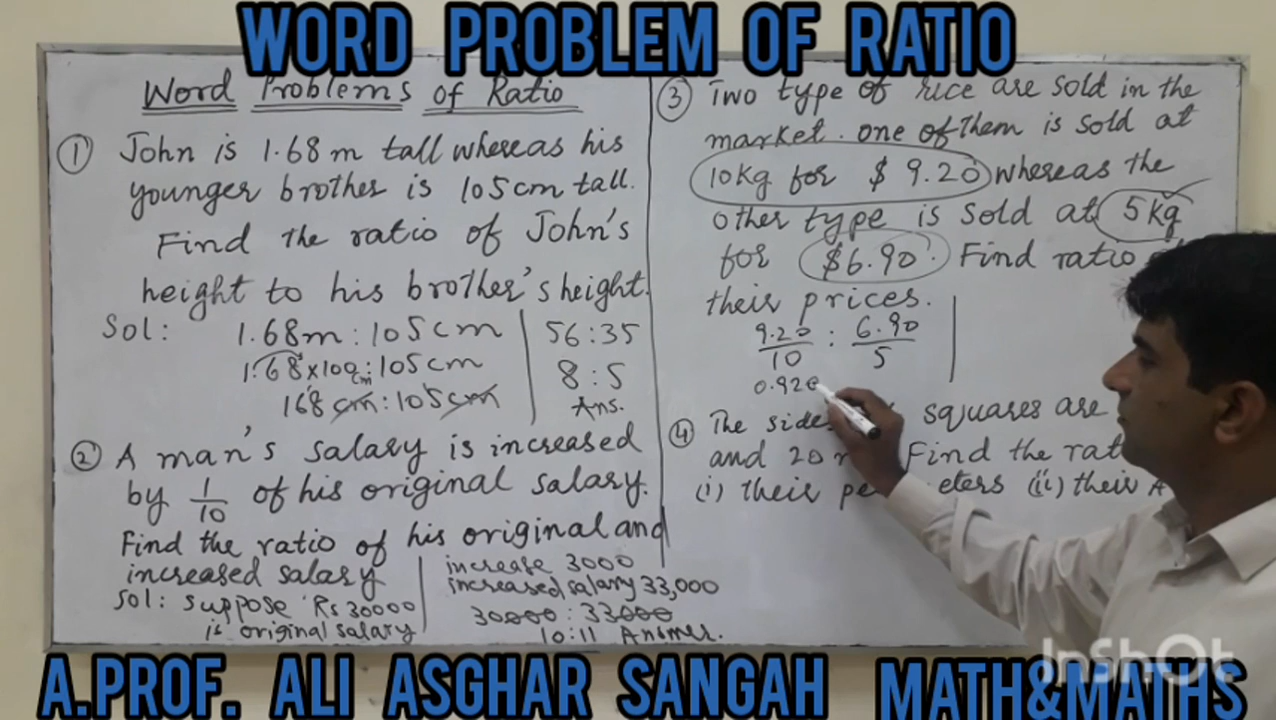 WORD PROBLEM OF RATIO
Word Problems of Ratio
① John is 1.68 m tall whereas his
younger brother is 105 cm tall.
Find the ratio of John's
height to his brother's height.
Sol: 1.68m : 105cm
1.68×100cm : 105cm
168 cm : 105 cm
56 : 35
8 : 5
Ans.
② A man's salary is increased
by 1/10 of his original salary.
Find the ratio of his original and
increased salary
Sol: suppose Rs 30000
is original salary
increase 3000
increased salary 33,000
30000 : 33000
10:11 Answer.
③ Two type of rice are sold in the
market. one of them is sold at
10kg for $ 9.20 whereas the
other type is sold at 5kg
for $6.90. Find ratio
their prices.
9.20/10 : 6.90/5
0.920
④ The sides squares are
and 20 Find the
(i) their (ii) their
InShOt
A.PROF. ALI ASGHAR SANGAH MATH&MATHS